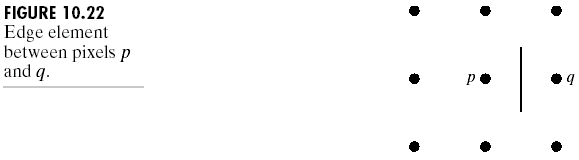 FIGURE 10.22
Edge element
between pixels p
and q.
p
q